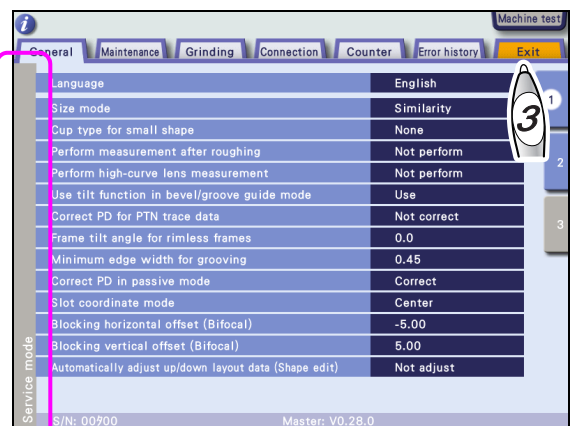 i
Machine test
General Maintenance Grinding Connection Counter Error history Exit
Language English
Size mode Similarity
Cup type for small shape None
Perform measurement after roughing Not perform
Perform high-curve lens measurement Not perform
Use tilt function in bevel/groove guide mode Use
Correct PD for PTN trace data Not correct
Frame tilt angle for rimless frames 0.0
Minimum edge width for grooving 0.45
Correct PD in passive mode Correct
Slot coordinate mode Center
Blocking horizontal offset (Bifocal) -5.00
Blocking vertical offset (Bifocal) 5.00
Automatically adjust up/down layout data (Shape edit) Not adjust
1
2
3
3
Service mode
S/N: Master: V0.28.0